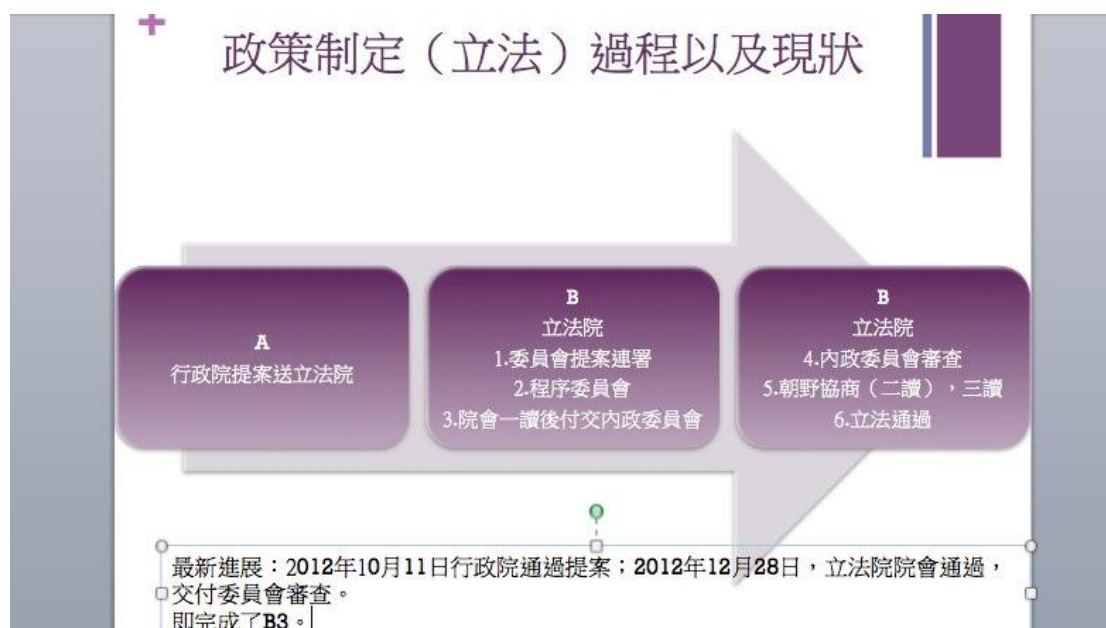 政策制定（立法）過程以及現狀
A
行政院提案送立法院
B
立法院
1.委員會提案連署
2.程序委員會
3.院會一讀後付交內政委員會
B
立法院
4.內政委員會審查
5.朝野協商（二讀），三讀
6.立法通過
最新進展：2012年10月11日行政院通過提案；2012年12月28日，立法院院會通過，
交付委員會審查。
即完成了B3。